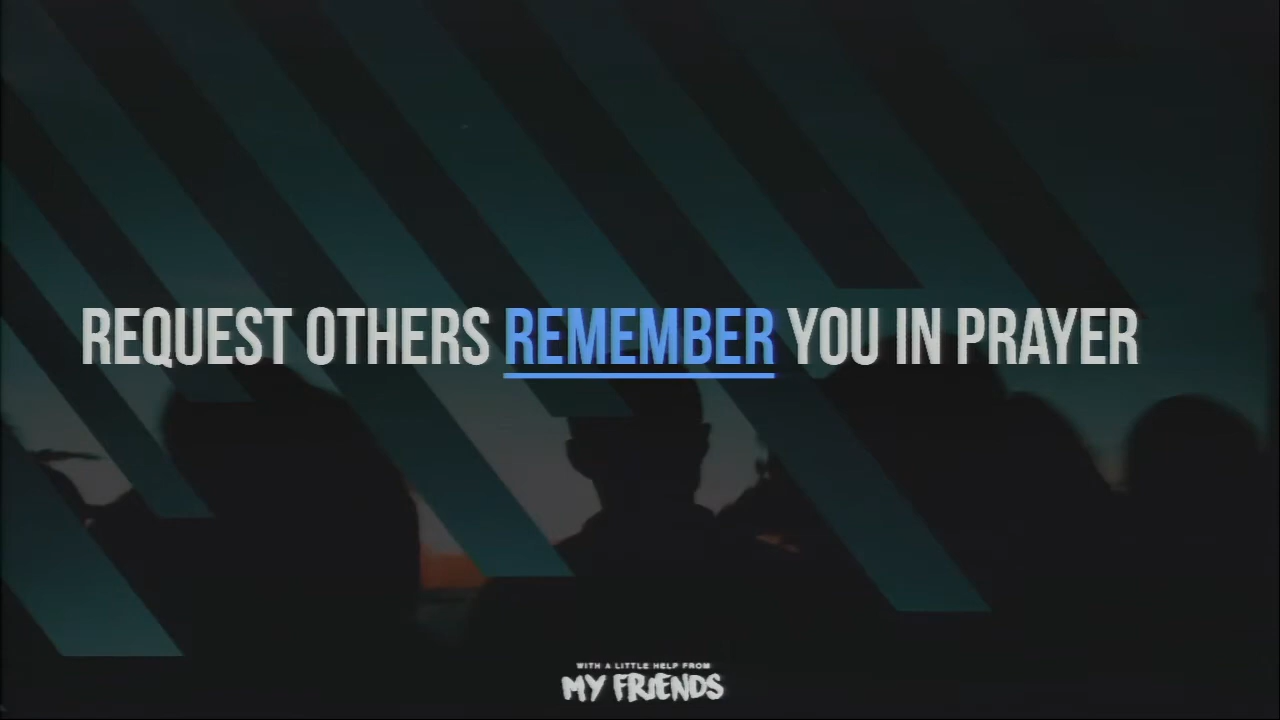 REQUEST OTHERS REMEMBER YOU IN PRAYER
WITH A LITTLE HELP FROM
MY FRIENDS